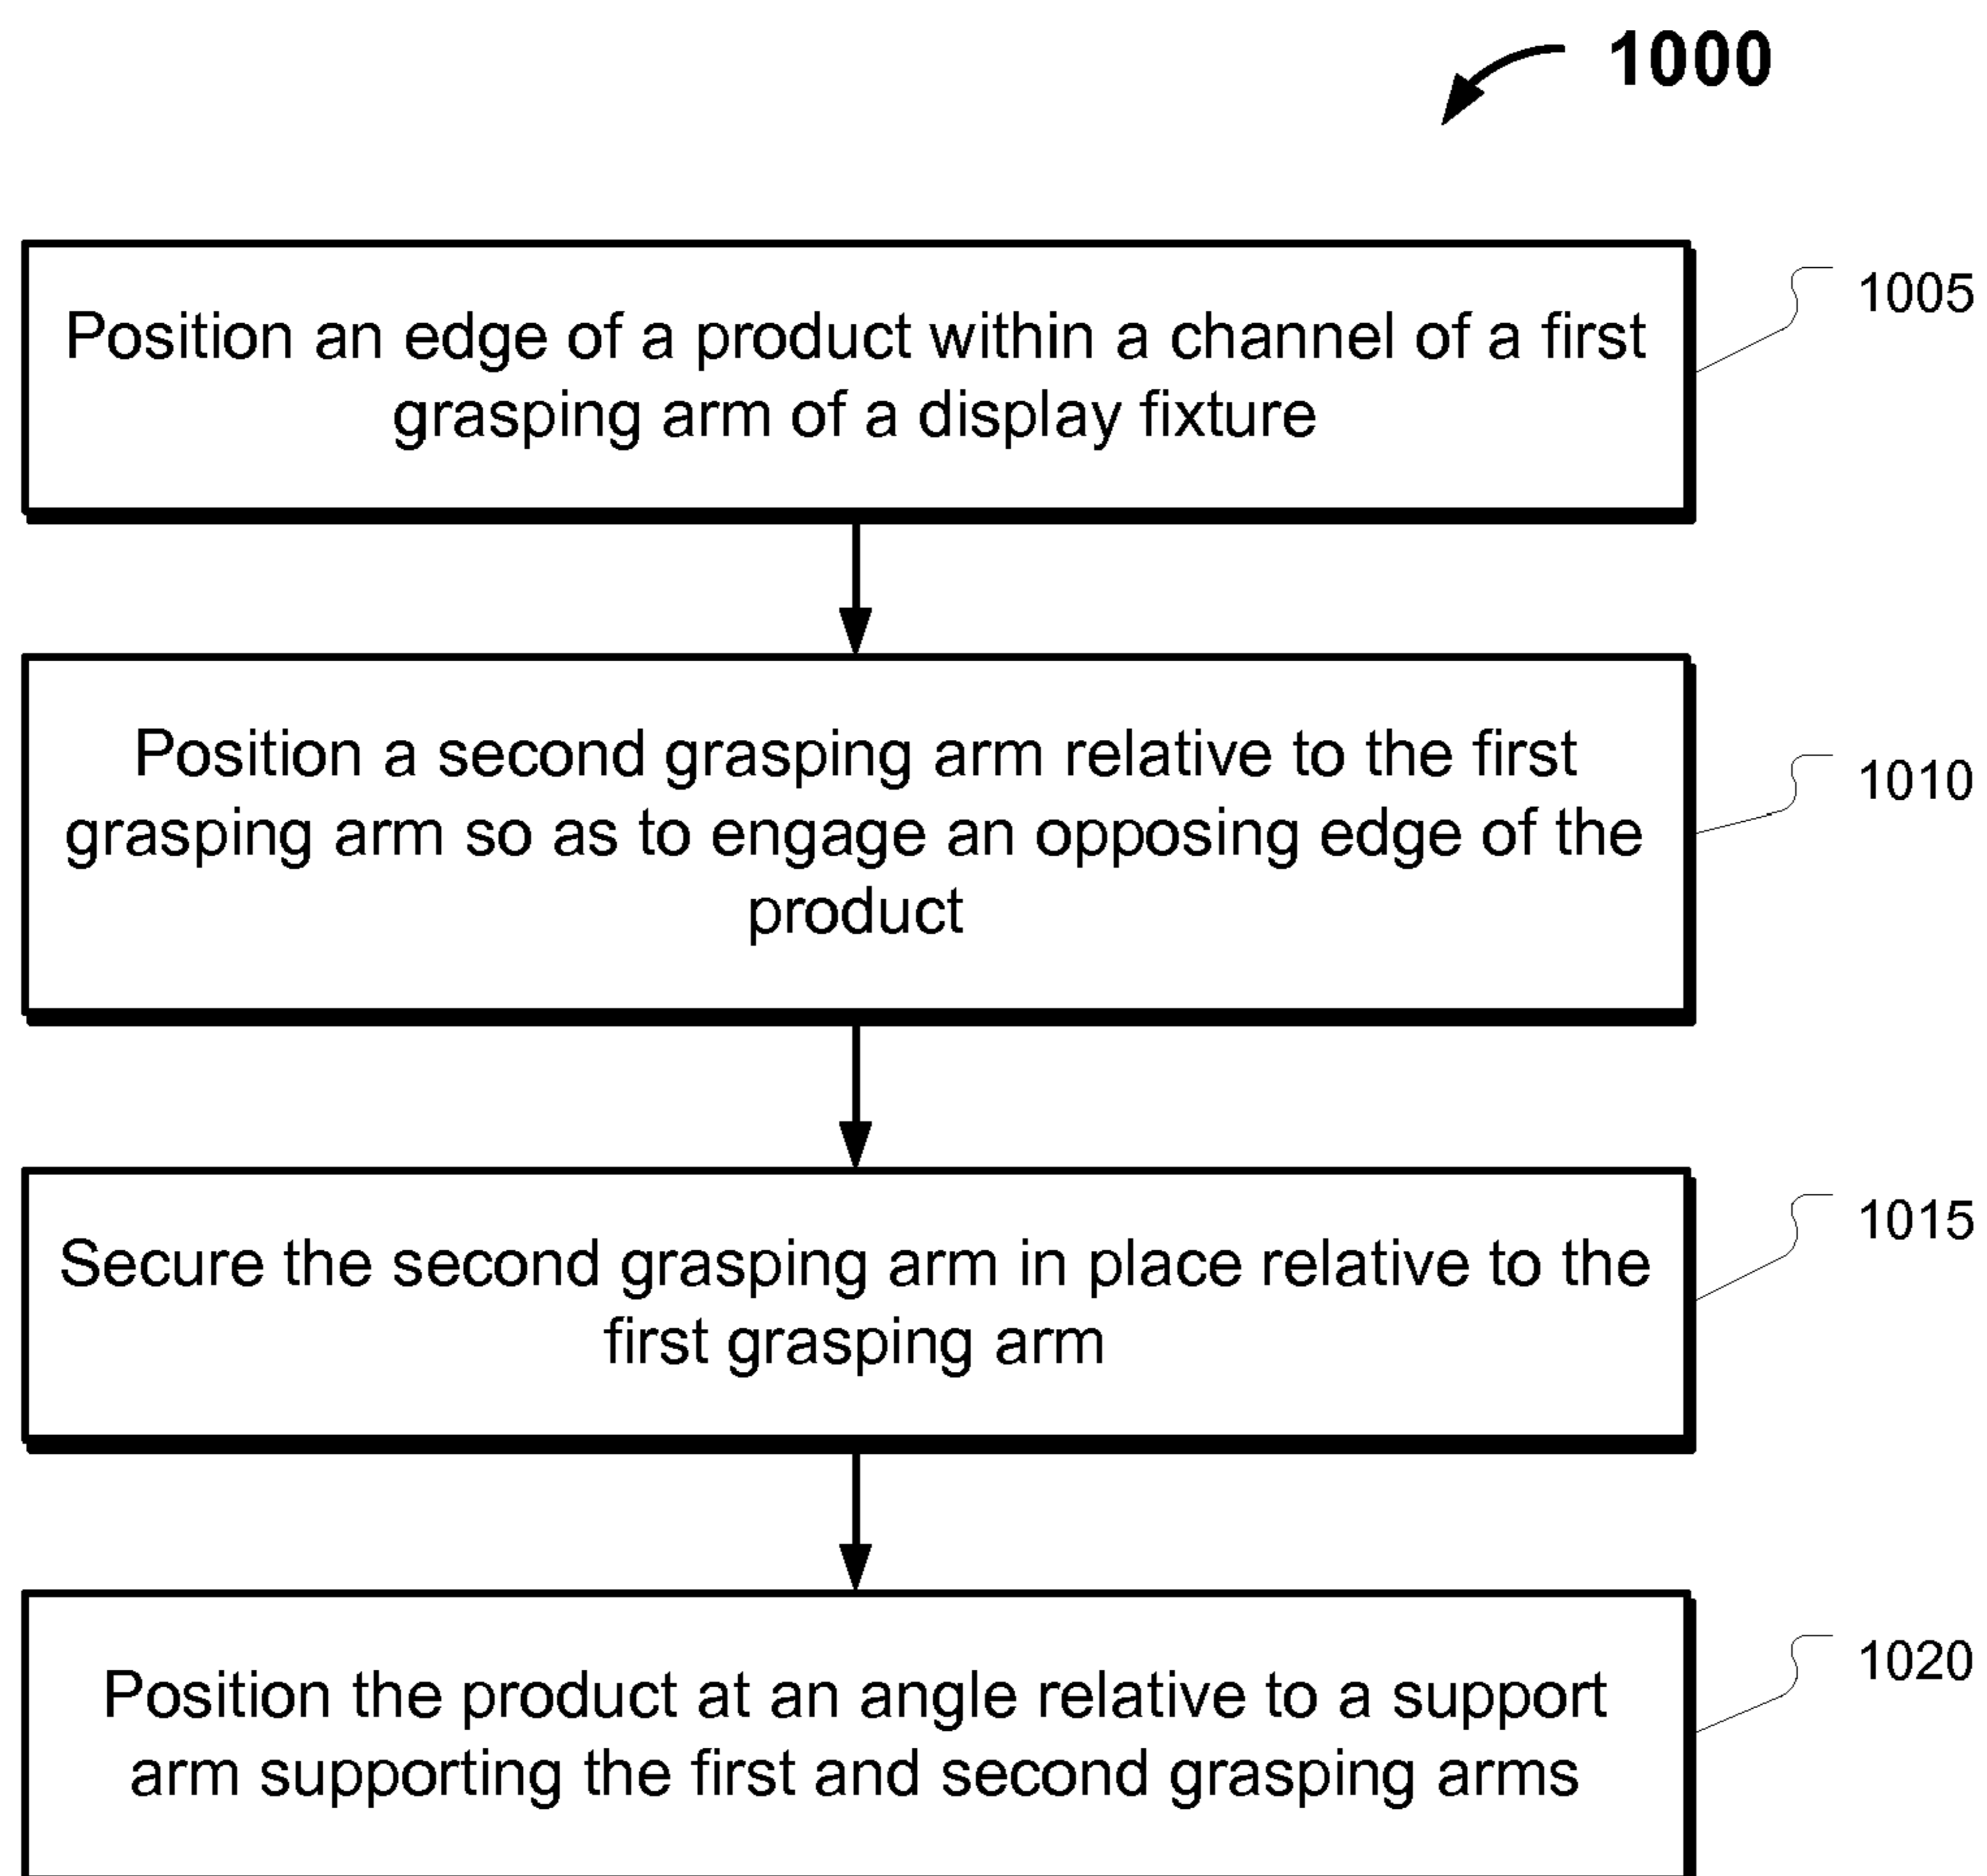 1000
Position an edge of a product within a channel of a first
grasping arm of a display fixture
1005
Position a second grasping arm relative to the first
grasping arm so as to engage an opposing edge of the
product
1010
Secure the second grasping arm in place relative to the
first grasping arm
1015
Position the product at an angle relative to a support
arm supporting the first and second grasping arms
1020